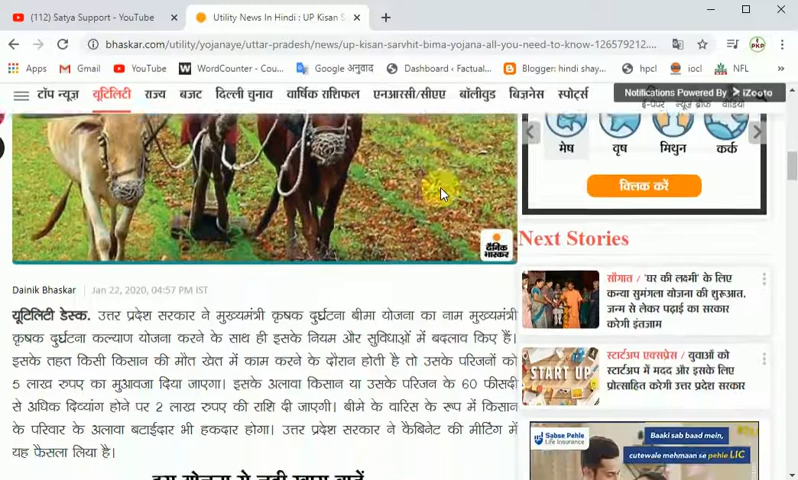 (112) Satya Support - YouTube
Utility News In Hindi : UP Kisan S
bhaskar.com/utility/yojanaye/uttar-pradesh/news/up-kisan-sarvhit-bima-yojana-all-you-need-to-know-126579212....
Apps Gmail YouTube WordCounter - Cou... Google अनुवाद Dashboard ‹ Factual... Blogger: hindi shay... hpcl iocl NFL
टॉप न्यूज़ यूटिलिटी राज्य बजट दिल्ली चुनाव वार्षिक राशिफल एनआरसी/सीएए बॉलीवुड बिज़नेस स्पोर्ट्स
Notifications Powered By iZooto
ई-पेपर न्यूज़ ब्रीफ वीडियो
मेष वृष मिथुन कर्क
क्लिक करें
दैनिक भास्कर
Next Stories
Dainik Bhaskar Jan 22, 2020, 04:57 PM IST
यूटिलिटी डेस्क. उत्तर प्रदेश सरकार ने मुख्यमंत्री कृषक दुर्घटना बीमा योजना का नाम मुख्यमंत्री
कृषक दुर्घटना कल्याण योजना करने के साथ ही इसके नियम और सुविधाओं में बदलाव किए हैं।
इसके तहत किसी किसान की मौत खेत में काम करने के दौरान होती है तो उसके परिजनों को
5 लाख रुपए का मुआवजा दिया जाएगा। इसके अलावा किसान या उसके परिजन के 60 फीसदी
से अधिक दिव्यांग होने पर 2 लाख रुपए की राशि दी जाएगी। बीमे के वारिस के रूप में किसान
के परिवार के अलावा बटाईदार भी हकदार होगा। उत्तर प्रदेश सरकार ने कैबिनेट की मीटिंग में
यह फैसला लिया है।
सौगात / 'घर की लक्ष्मी' के लिए
कन्या सुमंगला योजना की शुरूआत,
जन्म से लेकर पढ़ाई का सरकार
करेगी इंतजाम
START UP
स्टार्टअप एक्सप्रेस / युवाओं को
स्टार्टअप में मदद और इसके लिए
प्रोत्साहित करेगी उत्तर प्रदेश सरकार
Sabse Pehle
Life Insurance
Baaki sab baad mein,
cutewale mehmaan se pehle LIC